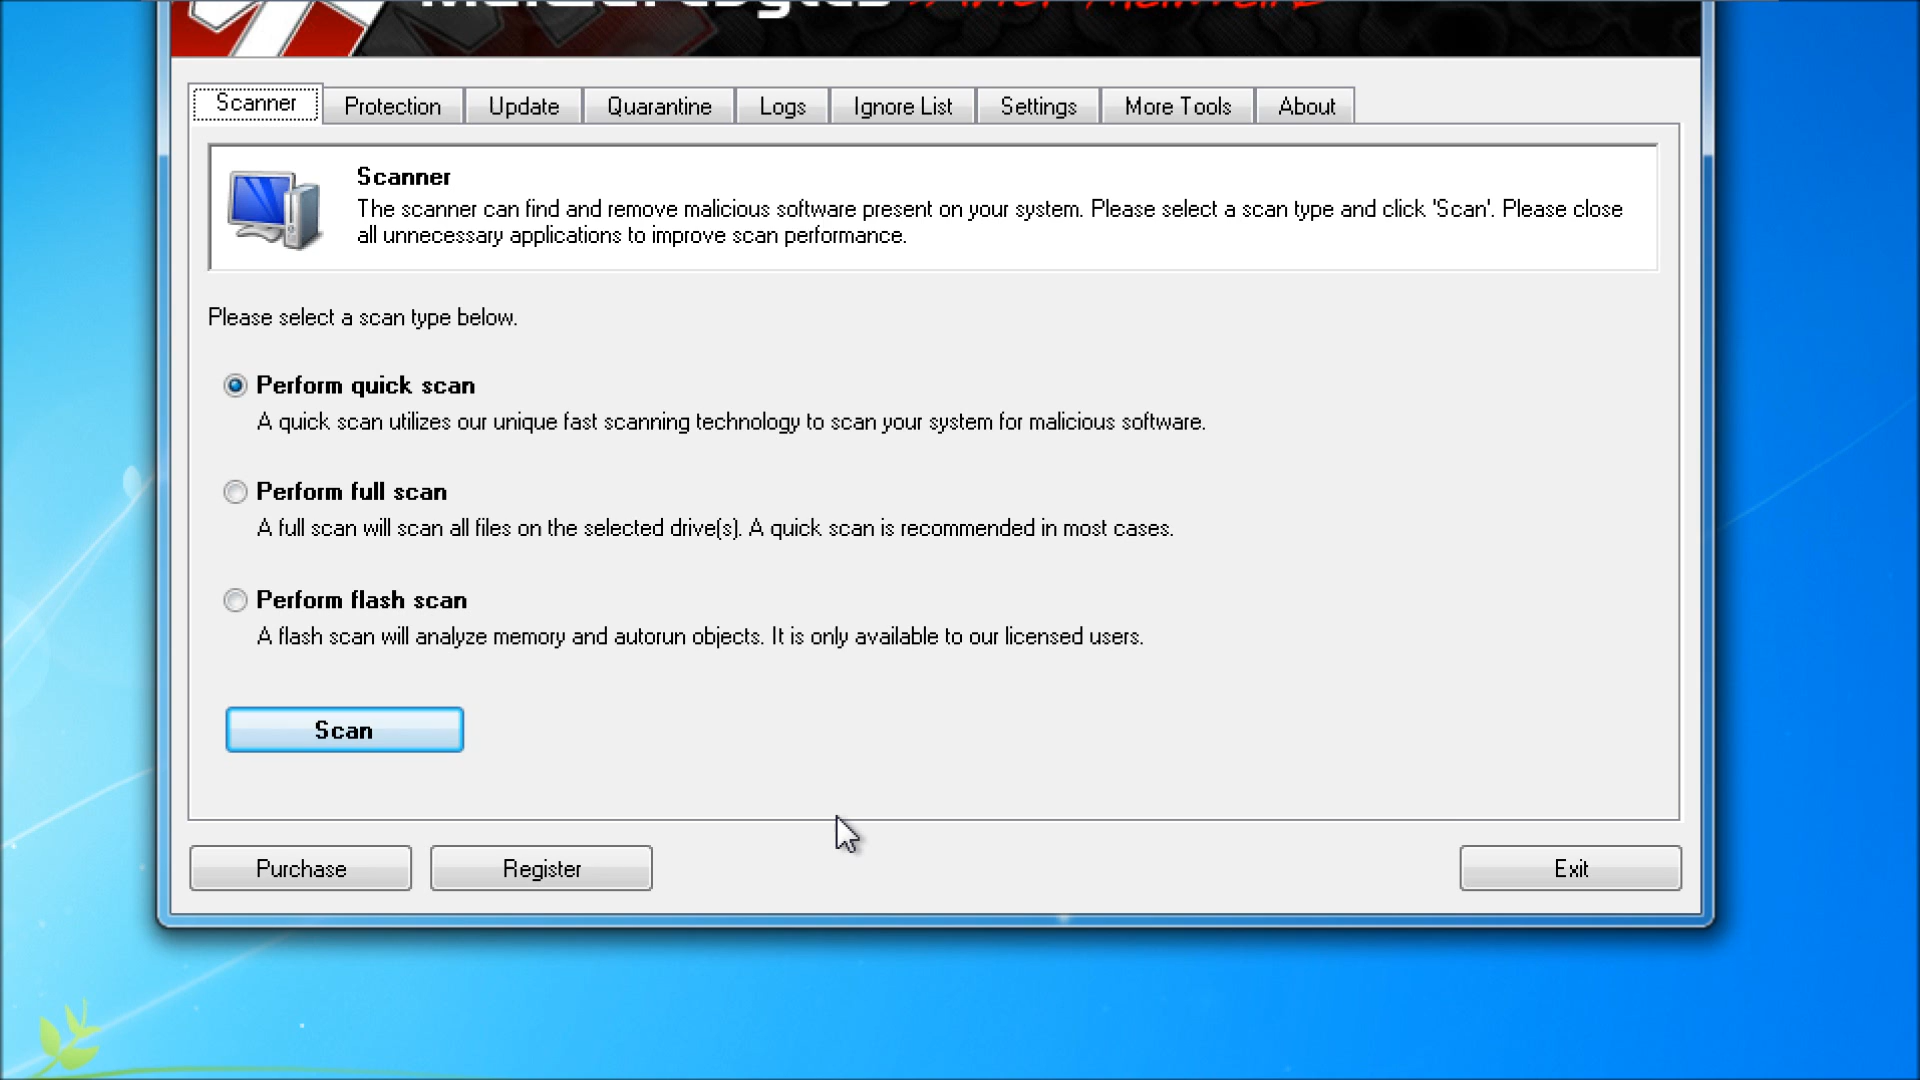 Scanner
Protection
Update
Quarantine
Logs
Ignore List
Settings
More Tools
About
Scanner
The scanner can find and remove malicious software present on your system. Please select a scan type and click 'Scan'. Please close
all unnecessary applications to improve scan performance.
Please select a scan type below.
Perform quick scan
A quick scan utilizes our unique fast scanning technology to scan your system for malicious software.
Perform full scan
A full scan will scan all files on the selected drive(s). A quick scan is recommended in most cases.
Perform flash scan
A flash scan will analyze memory and autorun objects. It is only available to our licensed users.
Scan
Purchase
Register
Exit